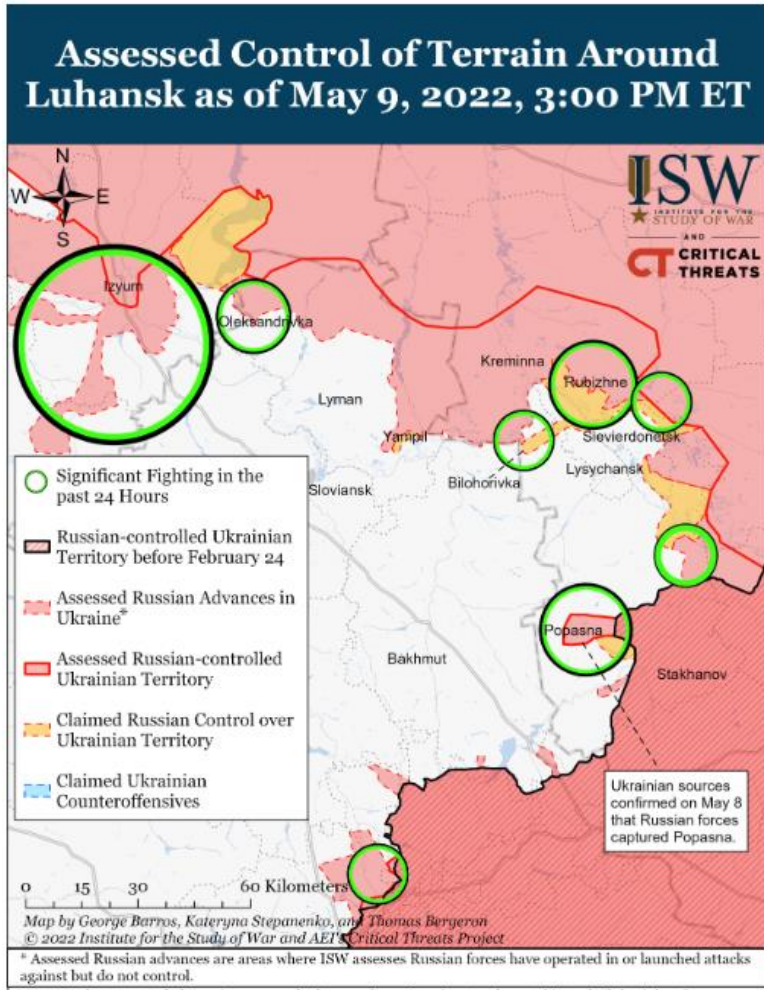 Assessed Control of Terrain Around
Luhansk as of May 9, 2022, 3:00 PM ET
N
W E
S
ISW
INSTITUTE FOR THE
STUDY OF WAR
AND
CT CRITICAL
THREATS
Izyum
Oleksandrivka
Kreminna
Rubizhne
Lyman
Yampil
Sievierdonetsk
Bilohorivka
Lysychansk
Sloviansk
Popasna
Bakhmut
Stakhanov
Significant Fighting in the
past 24 Hours
Russian-controlled Ukrainian
Territory before February 24
Assessed Russian Advances in
Ukraine*
Assessed Russian-controlled
Ukrainian Territory
Claimed Russian Control over
Ukrainian Territory
Claimed Ukrainian
Counteroffensives
Ukrainian sources
confirmed on May 8
that Russian forces
captured Popasna.
0 15 30 60 Kilometers
Map by George Barros, Kateryna Stepanenko, and Thomas Bergeron
© 2022 Institute for the Study of War and AEI's Critical Threats Project
* Assessed Russian advances are areas where ISW assesses Russian forces have operated in or launched attacks
against but do not control.